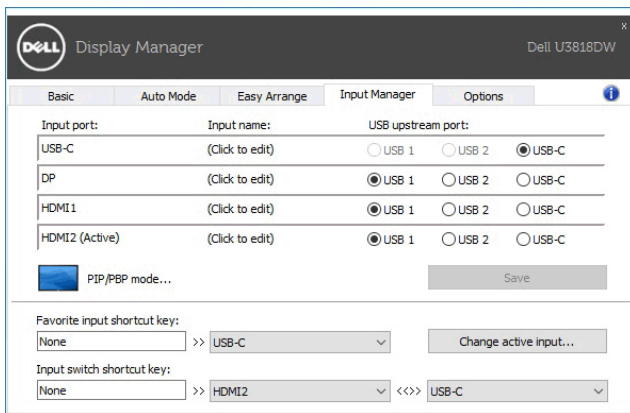 DELL Display Manager Dell U3818DW x
Basic Auto Mode Easy Arrange Input Manager Options i
Input port: Input name: USB upstream port:
USB-C (Click to edit) USB 1 USB 2 USB-C
DP (Click to edit) USB 1 USB 2 USB-C
HDMI1 (Click to edit) USB 1 USB 2 USB-C
HDMI2 (Active) (Click to edit) USB 1 USB 2 USB-C
PIP/PBP mode... Save
Favorite input shortcut key:
None >> USB-C Change active input...
Input switch shortcut key:
None >> HDMI2 <<>> USB-C